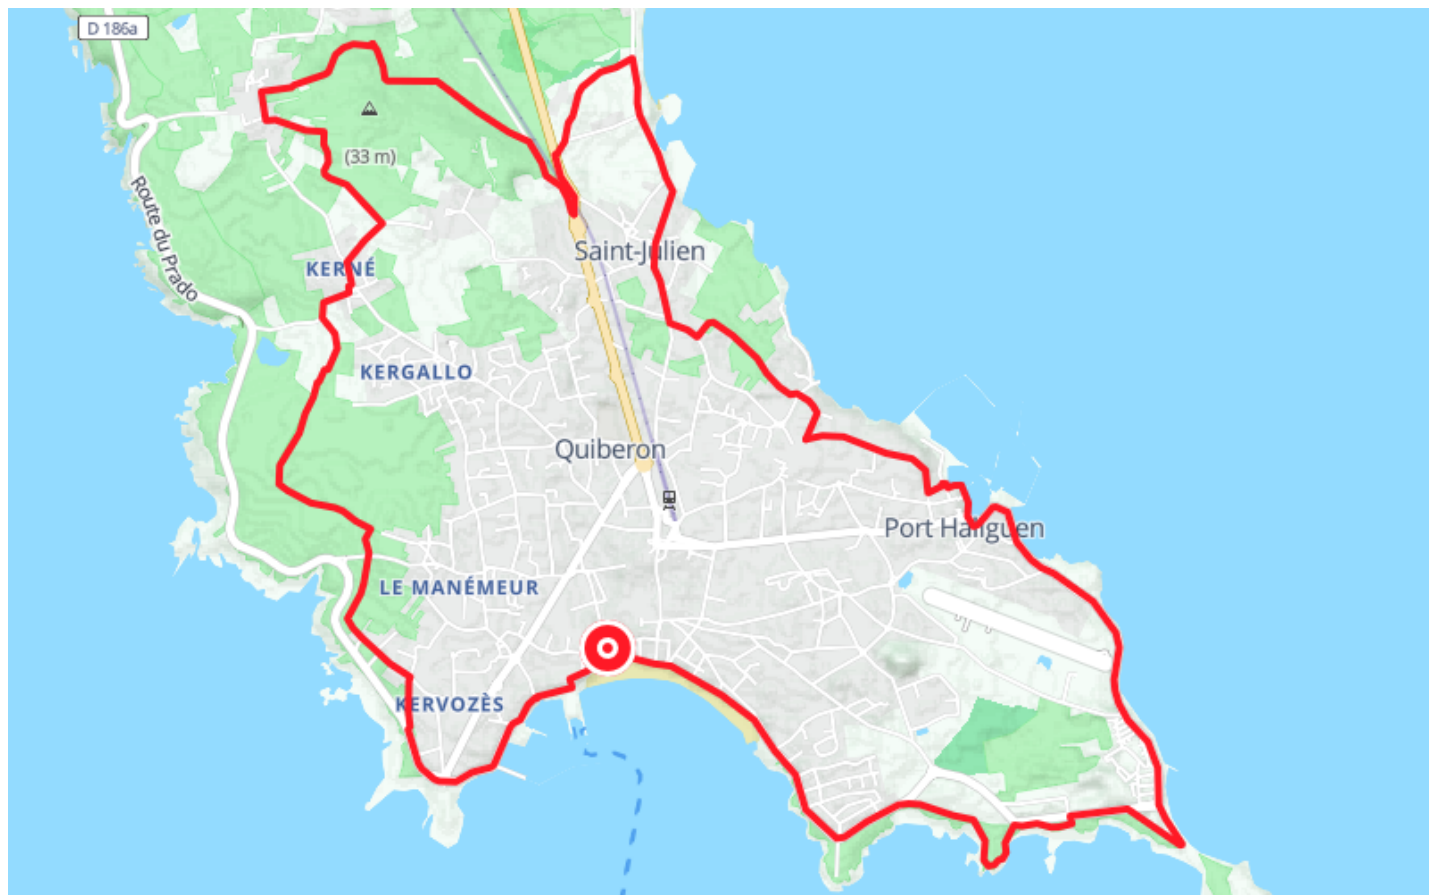 D 186a
(33 m)
Route du Prado
Saint-Julien
KERNÉ
KERGALLO
Quiberon
Port Haliguen
LE MANÉMEUR
KERVOZÈS